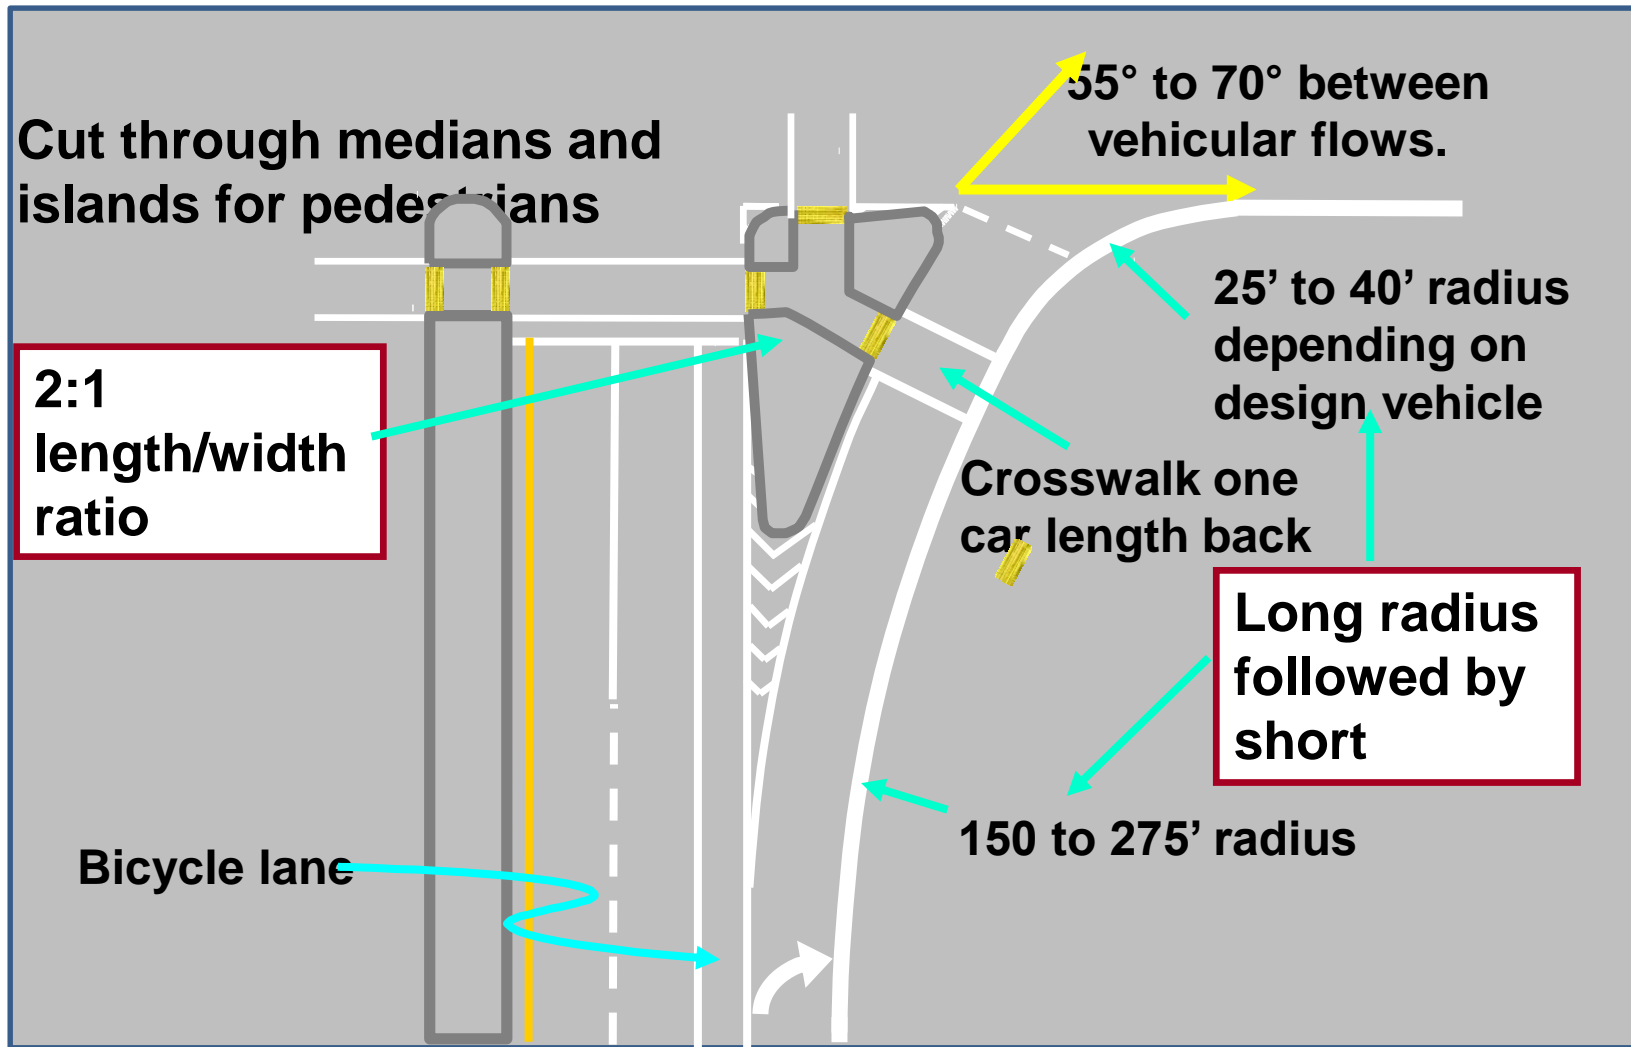 Cut through medians and
islands for pedestrians
55° to 70° between
vehicular flows.
25’ to 40’ radius
depending on
design vehicle
2:1
length/width
ratio
Crosswalk one
car length back
Long radius
followed by
short
150 to 275’ radius
Bicycle lane